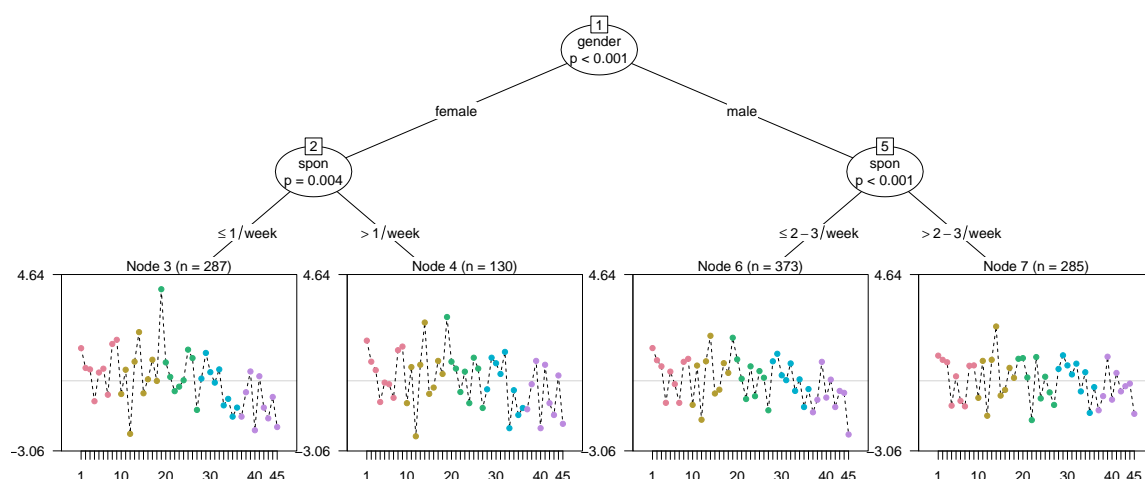 1
gender
p < 0.001
female
male
2
spon
p = 0.004
5
spon
p < 0.001
≤ 1/week
> 1/week
≤ 2−3/week
> 2−3/week
Node 3 (n = 287)
4.64
−3.06
1 10 20 30 40 45
Node 4 (n = 130)
4.64
−3.06
1 10 20 30 40 45
Node 6 (n = 373)
4.64
−3.06
1 10 20 30 40 45
Node 7 (n = 285)
4.64
−3.06
1 10 20 30 40 45